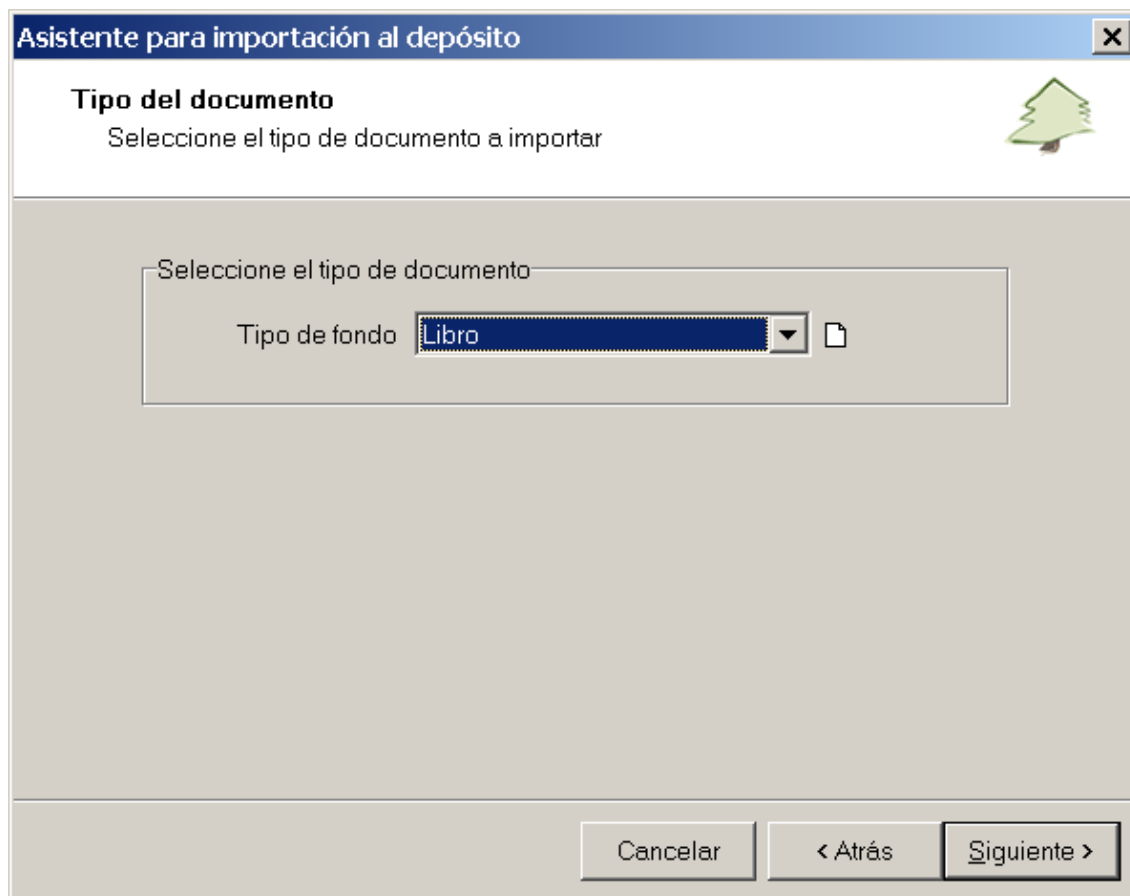 Asistente para importación al depósito
Tipo del documento
Seleccione el tipo de documento a importar
Seleccione el tipo de documento
Tipo de fondo Libro
Cancelar < Atrás Siguiente >